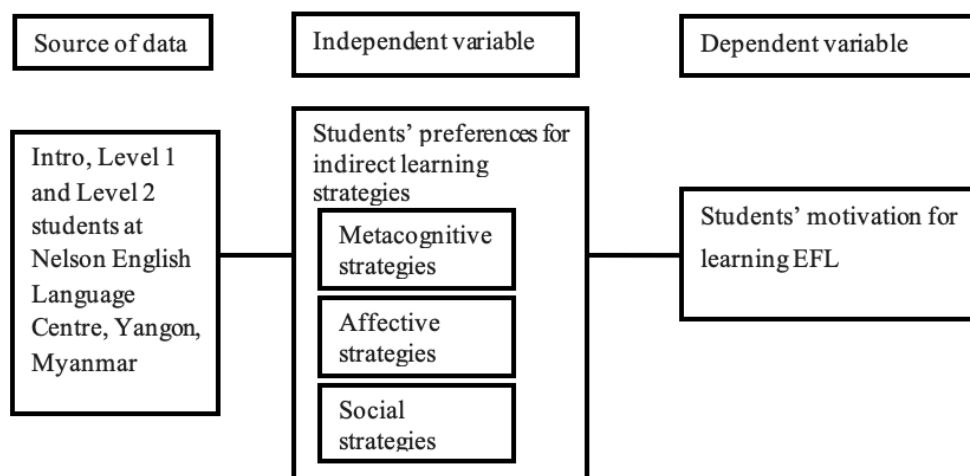 Source of data
Independent variable
Dependent variable
Intro, Level 1
and Level 2
students at
Nelson English
Language
Centre, Yangon,
Myanmar
Students’ preferences for
indirect learning
strategies
Metacognitive
strategies
Affective
strategies
Social
strategies
Students’ motivation for
learning EFL